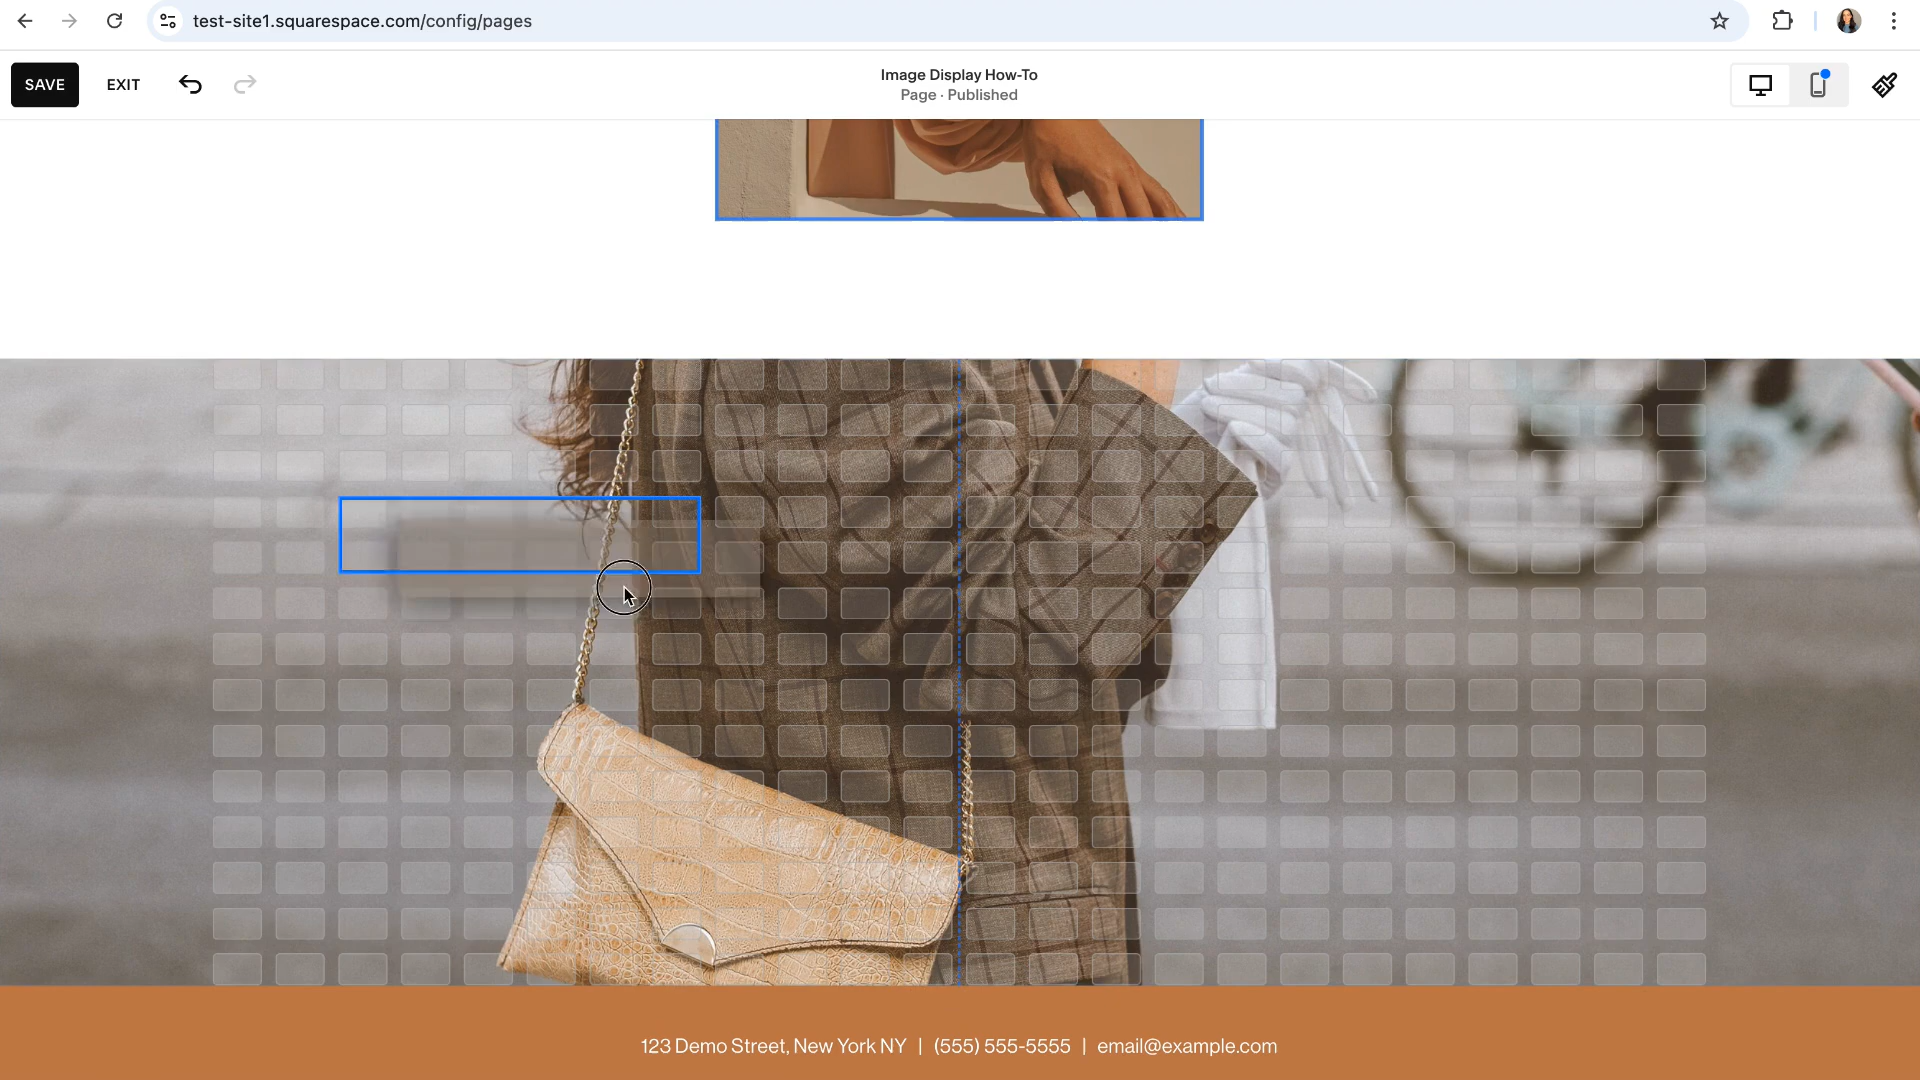 test-site1.squarespace.com/config/pages
SAVE
EXIT
Image Display How-To
Page · Published
123 Demo Street, New York NY | (555) 555-5555 | email@example.com